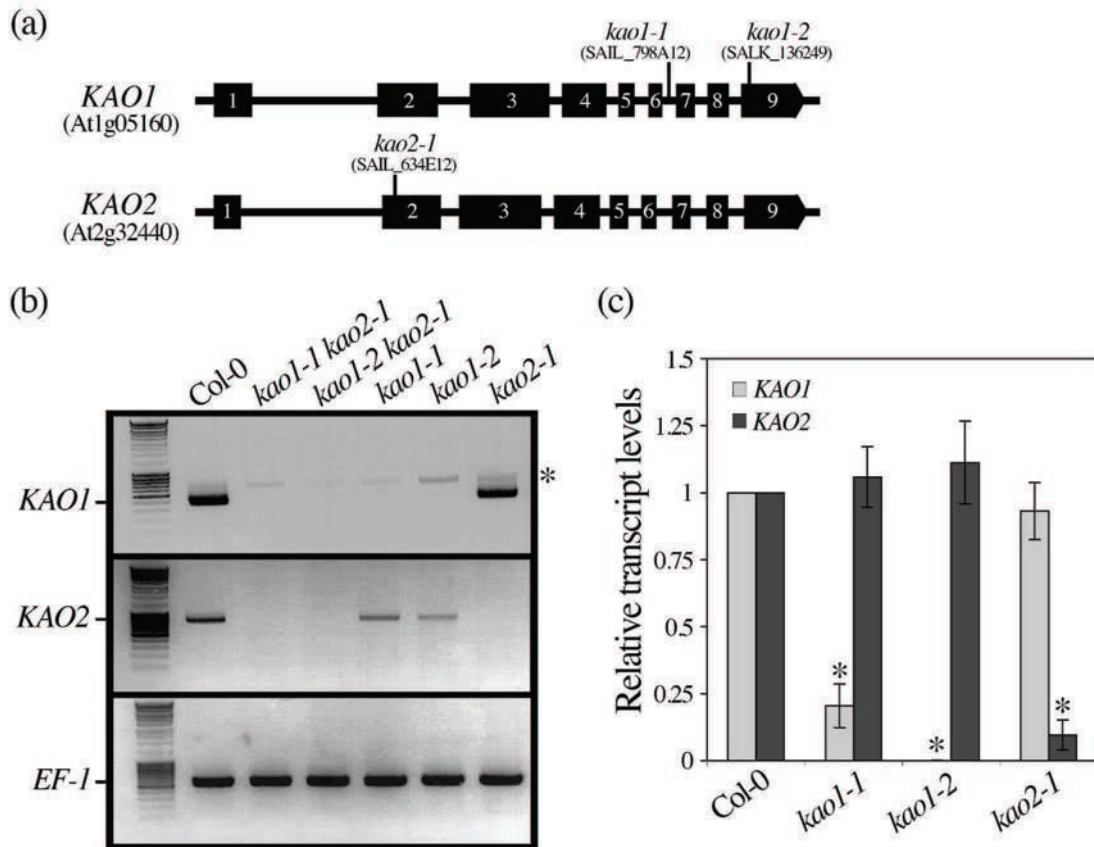 (a)
kao1-1
(SAIL_798A12)
kao1-2
(SALK_136249)
KAO1
(At1g05160)
1 2 3 4 5 6 7 8 9
kao2-1
(SAIL_634E12)
KAO2
(At2g32440)
1 2 3 4 5 6 7 8 9
(b)
Col-0
kao1-1 kao2-1
kao1-2 kao2-1
kao1-1
kao1-2
kao2-1
KAO1
*
KAO2
EF-1
(c)
Relative transcript levels
1.5
1.25
1
0.75
0.5
0.25
0
KAO1
KAO2
*
*
*
Col-0
kao1-1
kao1-2
kao2-1